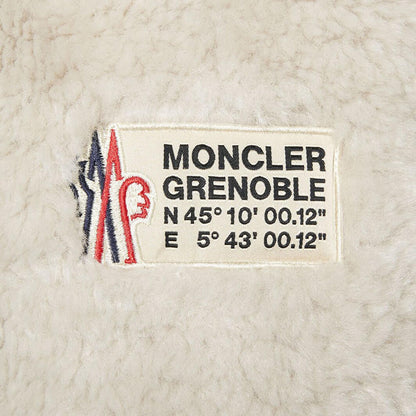 MONCLER
GRENOBLE
N 45° 10' 00.12"
E 5° 43' 00.12"